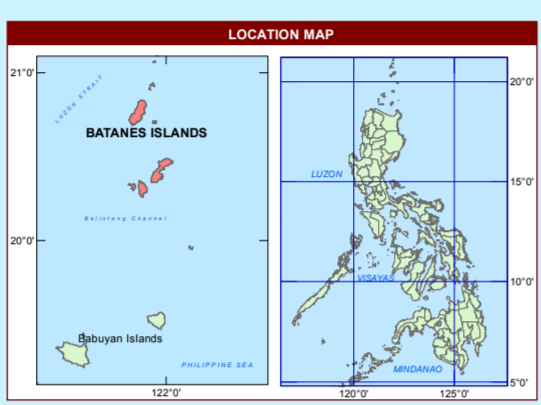 LOCATION MAP
21°0'
LUZON STRAIT
BATANES ISLANDS
Balintang Channel
20°0'
Babuyan Islands
PHILIPPINE SEA
122°0'
20°0'
LUZON
15°0'
VISAYAS
10°0'
MINDANAO
5°0'
120°0'
125°0'